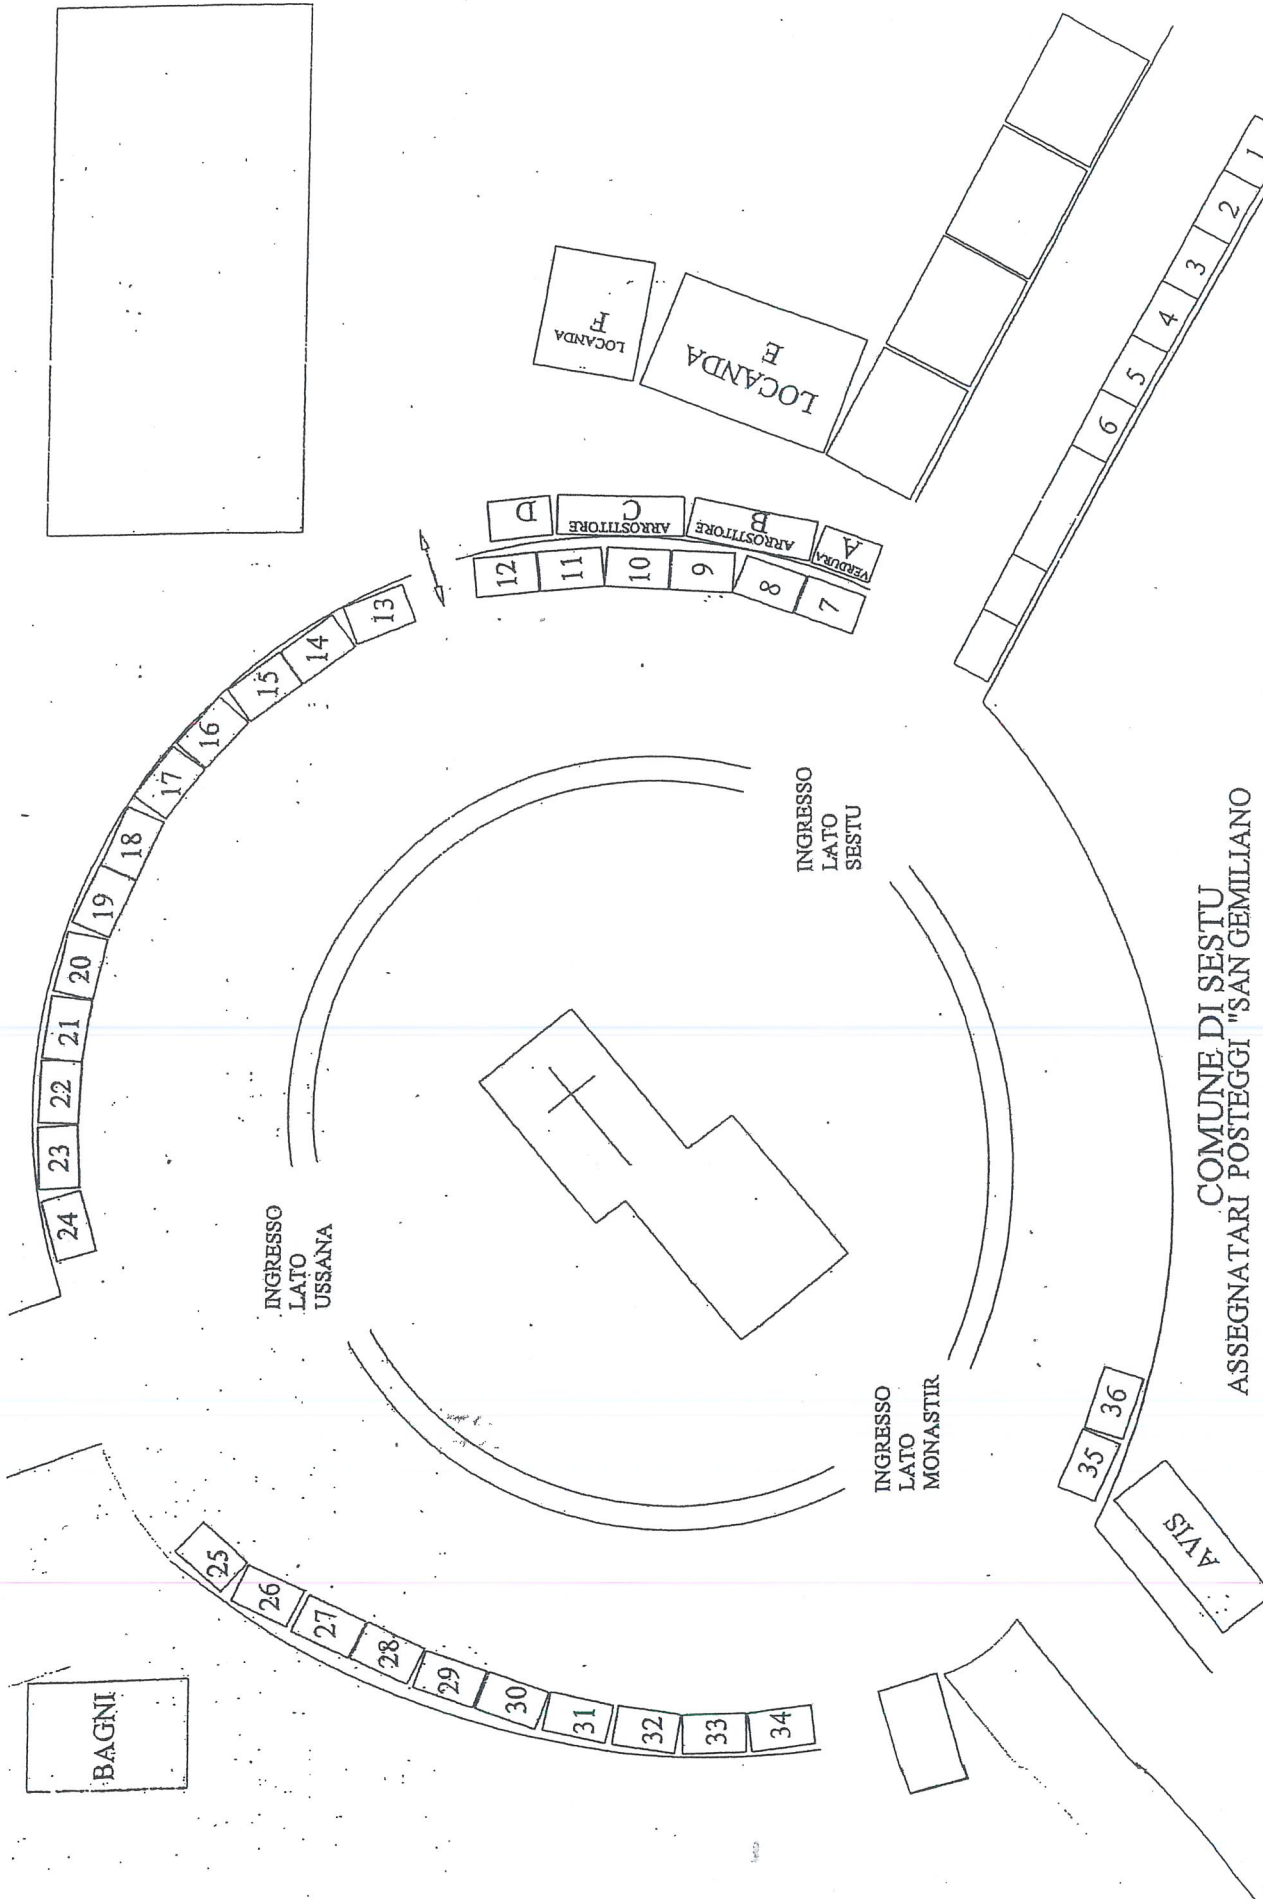 COMUNE DI SESTU
ASSEGNATARI POSTEGGI "SAN GEMILIANO
1
2
3
4
5
6
LOCANDA
F
LOCANDA
E
VERDURA
A
ARROSTITORE
B
ARROSTITORE
C
D
7
8
9
10
11
12
13
14
15
16
17
18
19
20
21
22
23
24
INGRESSO
LATO
SESTU
INGRESSO
LATO
USSANA
INGRESSO
LATO
MONASTIR
25
26
27
28
29
30
31
32
33
34
35
36
BAGNI
AVIS